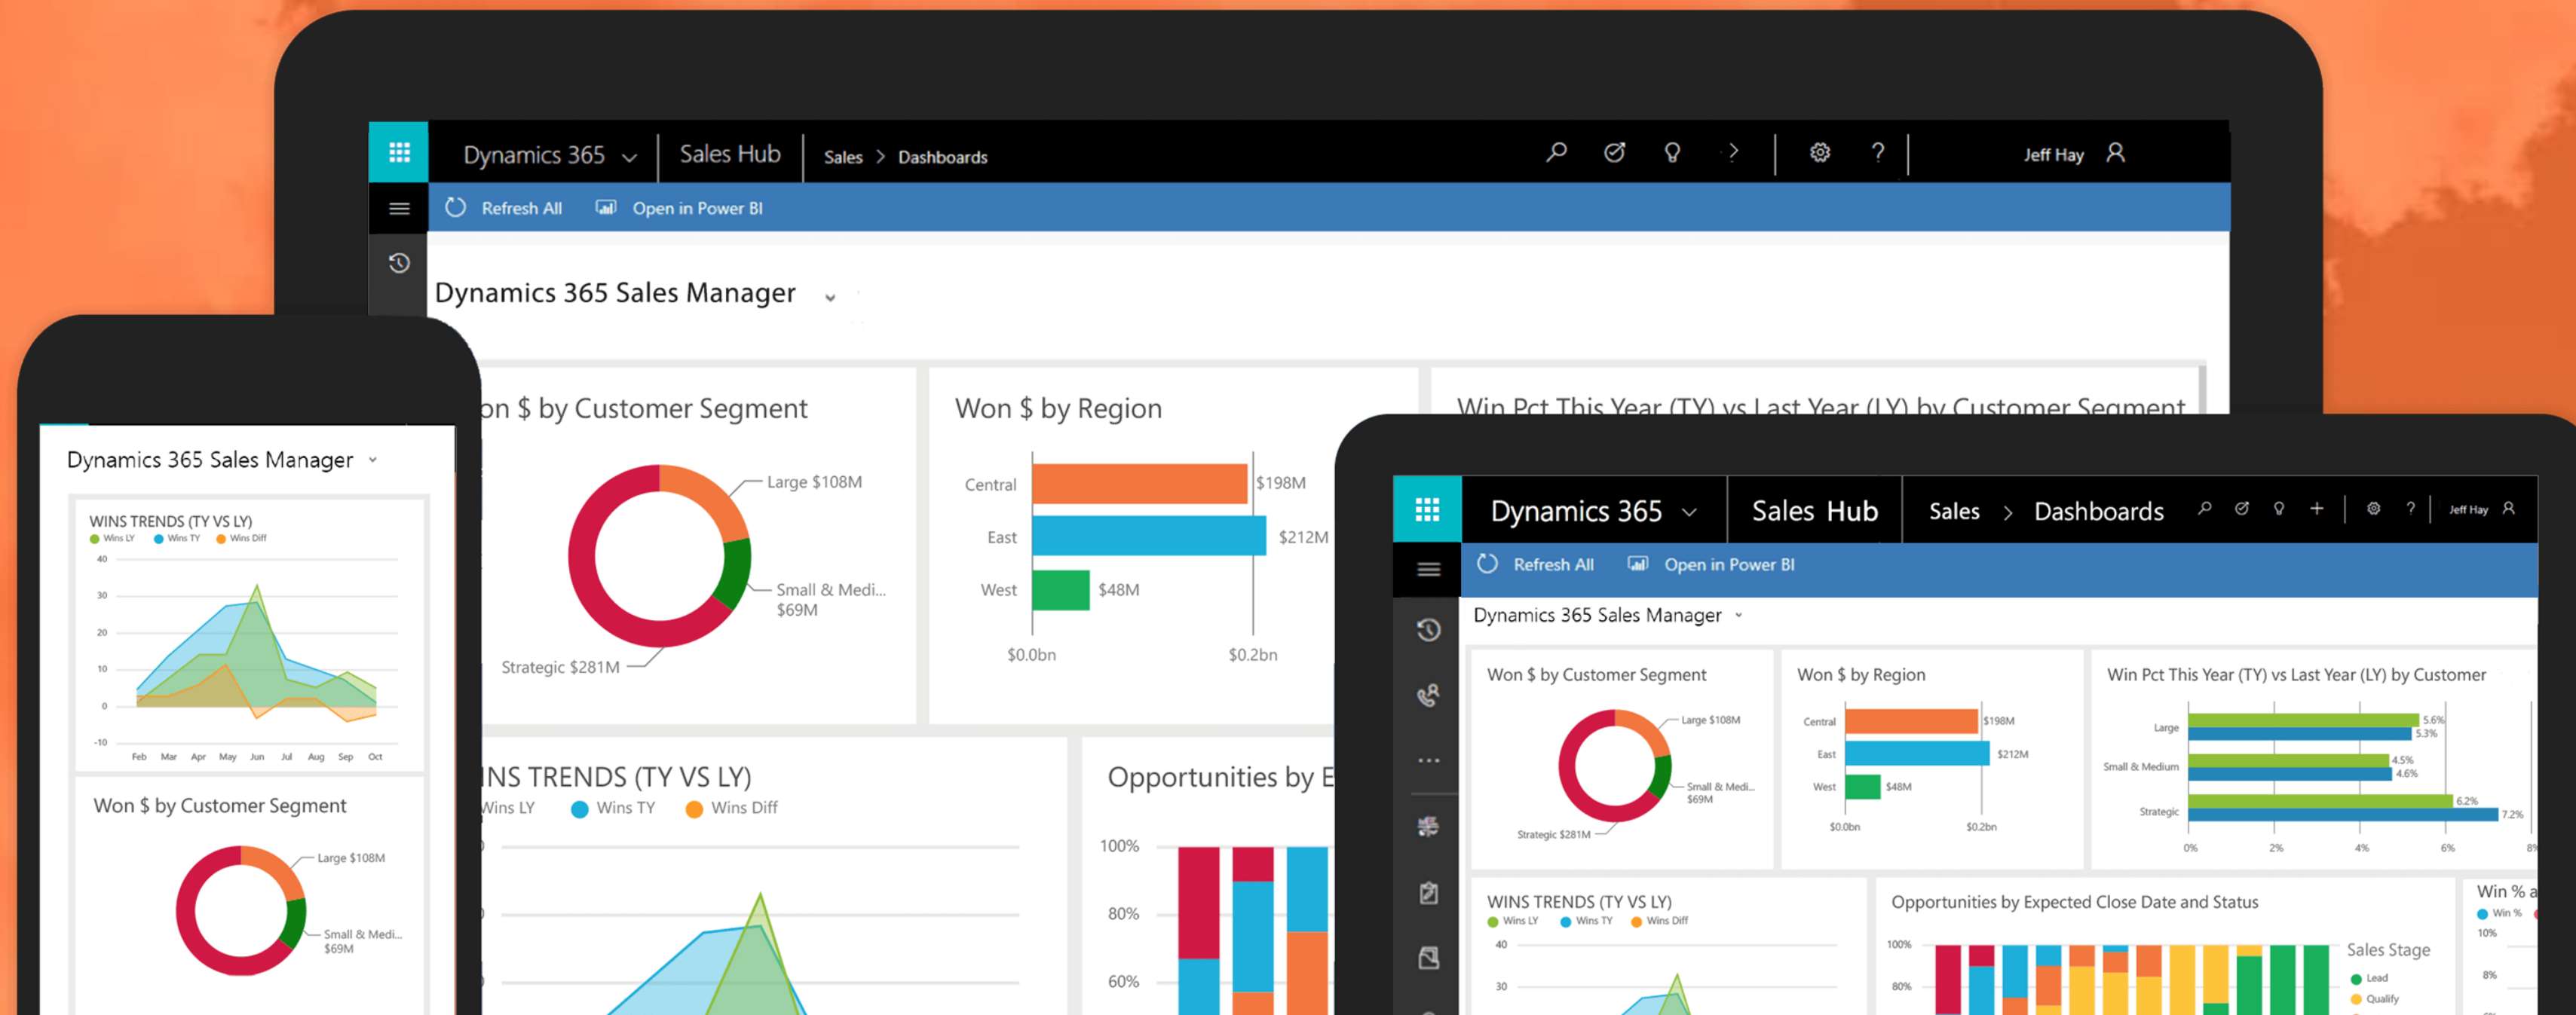 Dynamics 365
Sales Hub
Sales > Dashboards
?
Jeff Hay
Refresh All
Open in Power BI
Dynamics 365 Sales Manager
on $ by Customer Segment
Large $108M
Small & Medi...
$69M
Strategic $281M
Won $ by Region
Central
$198M
East
$212M
West
$48M
$0.0bn
$0.2bn
Win Pct This Year (TY) vs Last Year (LY) by Customer Segment
INS TRENDS (TY VS LY)
Wins LY
Wins TY
Wins Diff
Opportunities by E
100%
80%
60%
Dynamics 365 Sales Manager
WINS TRENDS (TY VS LY)
Wins LY
Wins TY
Wins Diff
40
30
20
10
0
-10
Feb Mar Apr May Jun Jul Aug Sep Oct
Won $ by Customer Segment
Large $108M
Small & Medi...
$69M
Dynamics 365
Sales Hub
Sales > Dashboards
?
Jeff Hay
Refresh All
Open in Power BI
Dynamics 365 Sales Manager
Won $ by Customer Segment
Large $108M
Small & Medi...
$69M
Strategic $281M
Won $ by Region
Central
$198M
East
$212M
West
$48M
$0.0bn
$0.2bn
Win Pct This Year (TY) vs Last Year (LY) by Customer
Large
5.6%
5.3%
Small & Medium
4.5%
4.6%
Strategic
6.2%
7.2%
0% 2% 4% 6% 8%
WINS TRENDS (TY VS LY)
Wins LY
Wins TY
Wins Diff
40
30
Opportunities by Expected Close Date and Status
100%
80%
Sales Stage
Lead
Qualify
Win % a
Win %
10%
8%